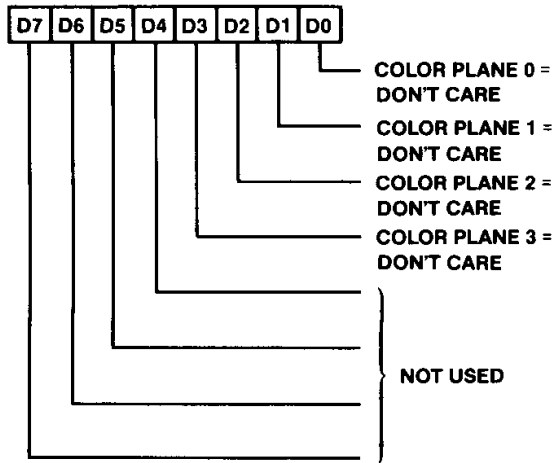 D7 D6 D5 D4 D3 D2 D1 D0
COLOR PLANE 0 =
DON'T CARE
COLOR PLANE 1 =
DON'T CARE
COLOR PLANE 2 =
DON'T CARE
COLOR PLANE 3 =
DON'T CARE
NOT USED